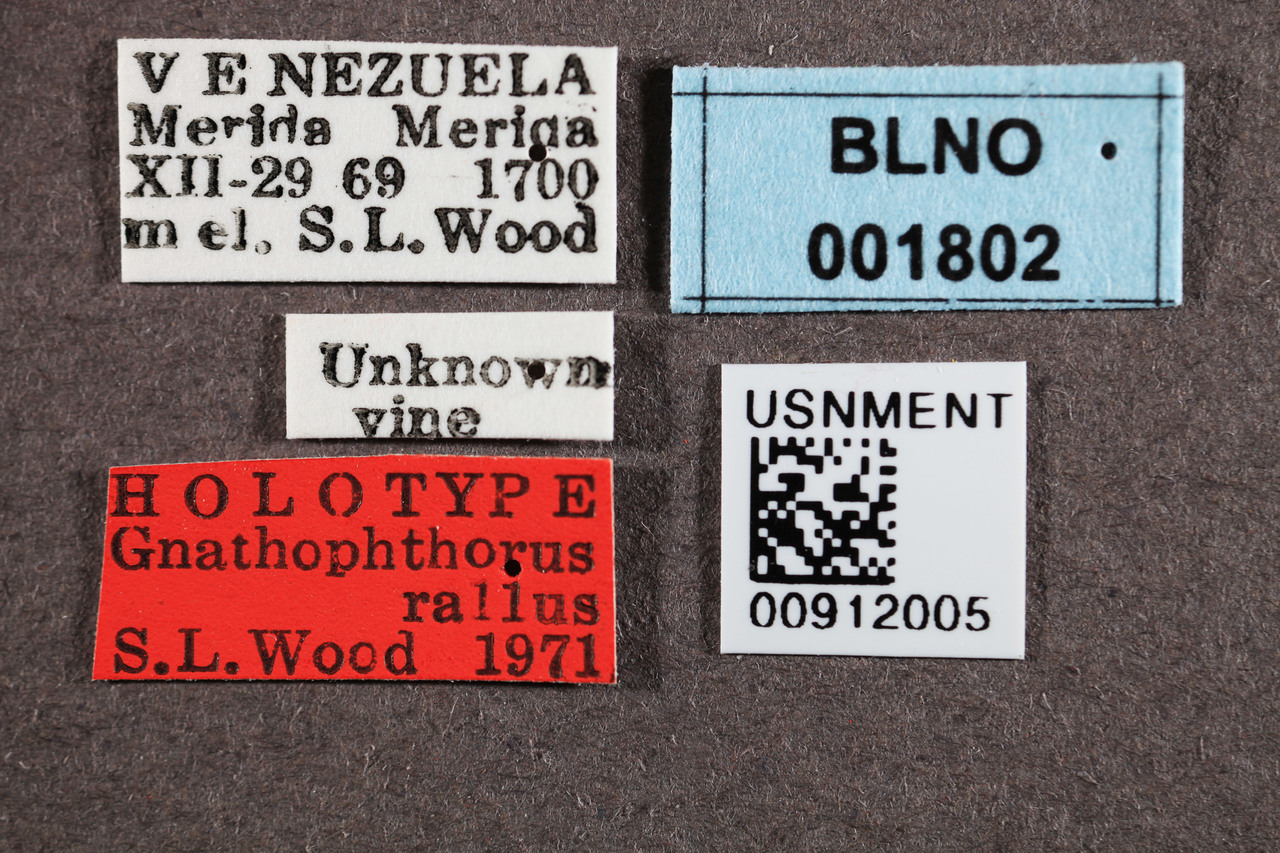 VENEZUELA
Merida Merida
XII-29 69 1700
m el. S.L.Wood
BLNO
001802
Unknown
vine
USNMENT
00912005
HOLOTYPE
Gnathophthorus
rallus
S.L.Wood 1971